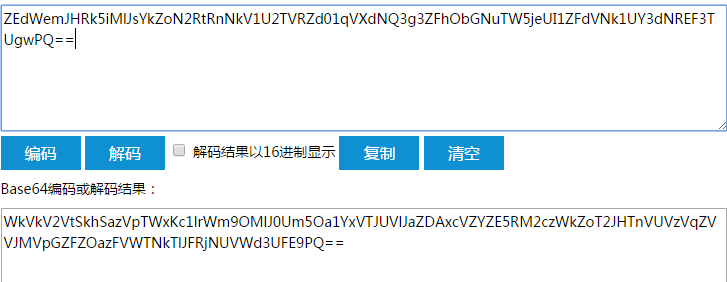 ZEdWemJHRk5iMlJsYkZoN2RtRnNkV1U2TVRZd01qVXdNQ3g3ZFhObGNuTW5jeUI1ZFdVNk1UY3dNREF3TUgwPQ==
编码 解码 解码结果以16进制显示 复制 清空
Base64编码或解码结果：
WkVkV2VtSkhSazVpTWxKc1lrWm9OMlJ0Um5Oa1YxVTJUVlJaZDAxcVZYZE5RM2czWkZoT2JHTnVUVzVqZVVJMVpGZFZOazFVWTNkTlJFRjNUVWd3UFE9PQ==